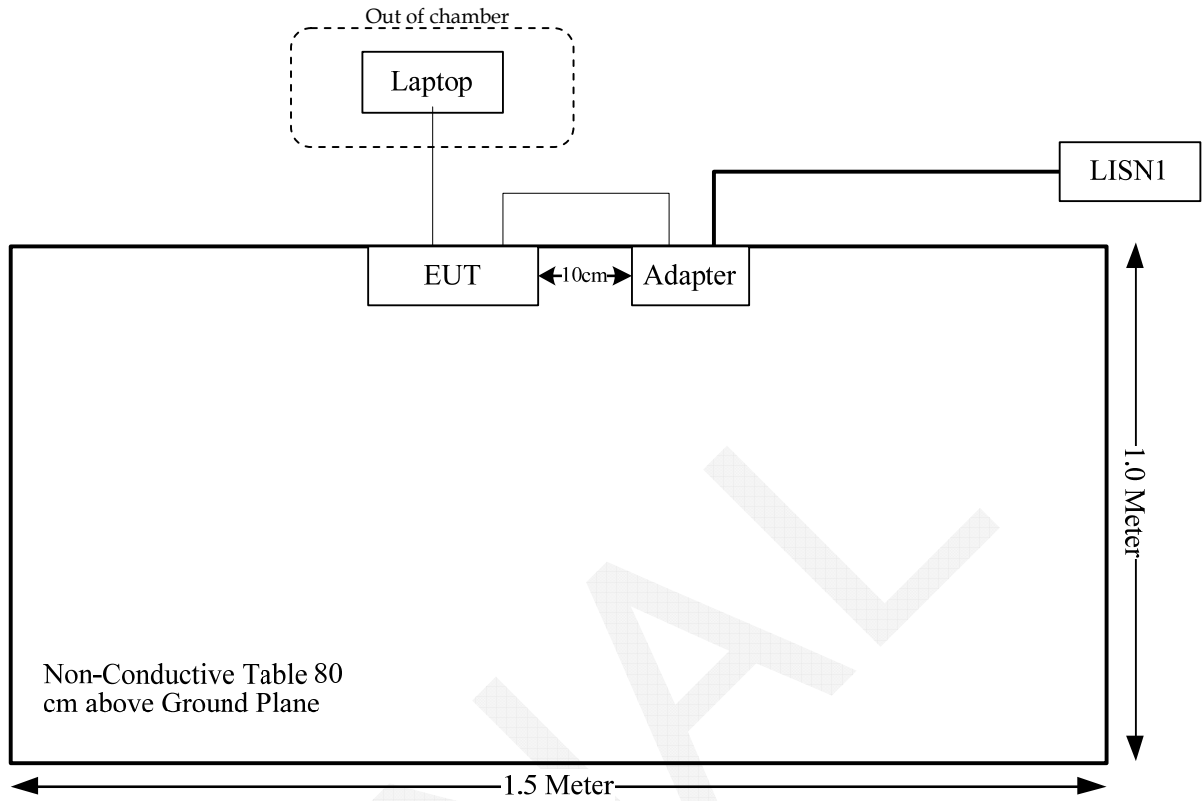 Out of chamber
Laptop
LISN1
EUT
10cm
Adapter
1.0 Meter
Non-Conductive Table 80
cm above Ground Plane
1.5 Meter